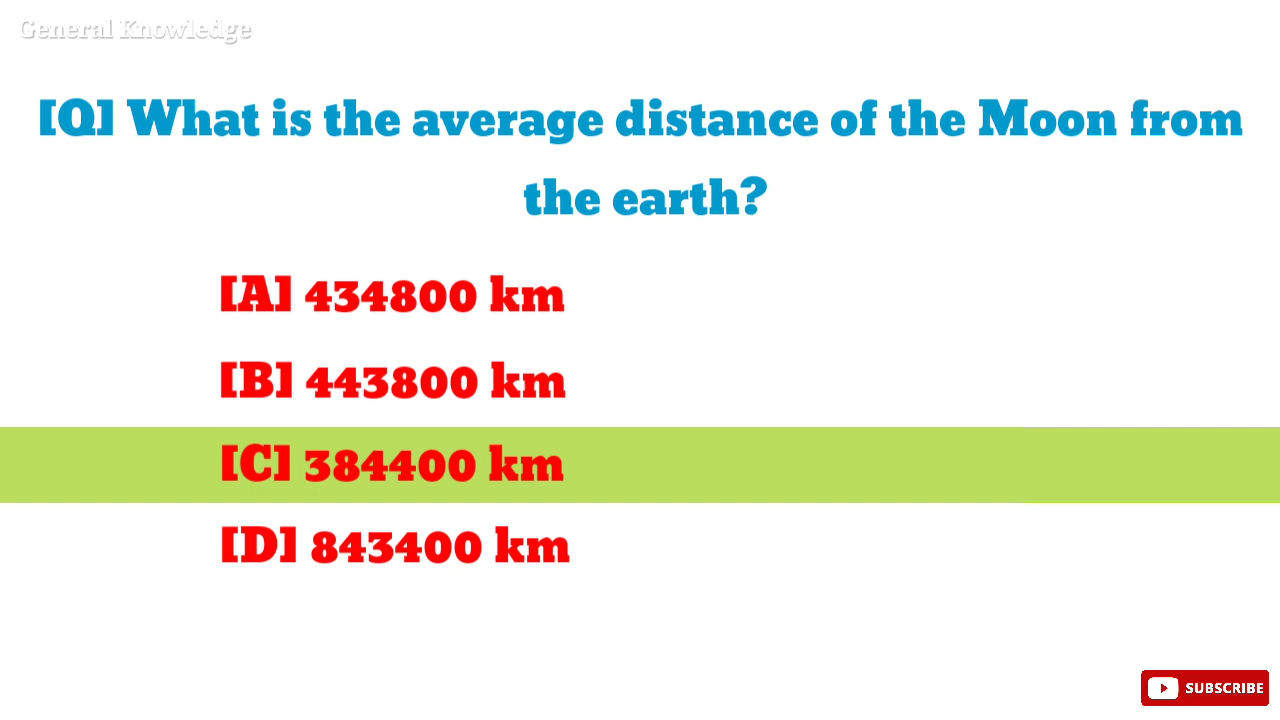 General Knowledge
[Q] What is the average distance of the Moon from
the earth?
[A] 434800 km
[B] 443800 km
[C] 384400 km
[D] 843400 km
SUBSCRIBE